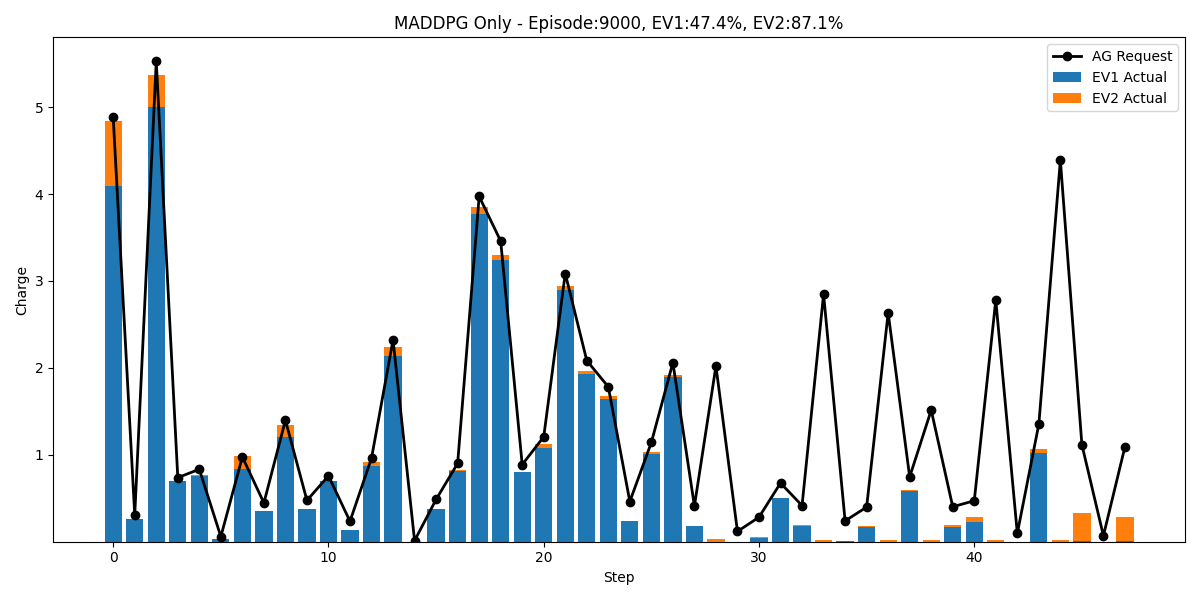 MADDPG Only - Episode:9000, EV1:47.4%, EV2:87.1%
AG Request
EV1 Actual
EV2 Actual
Charge
5
4
3
2
1
0
10
20
30
40
Step